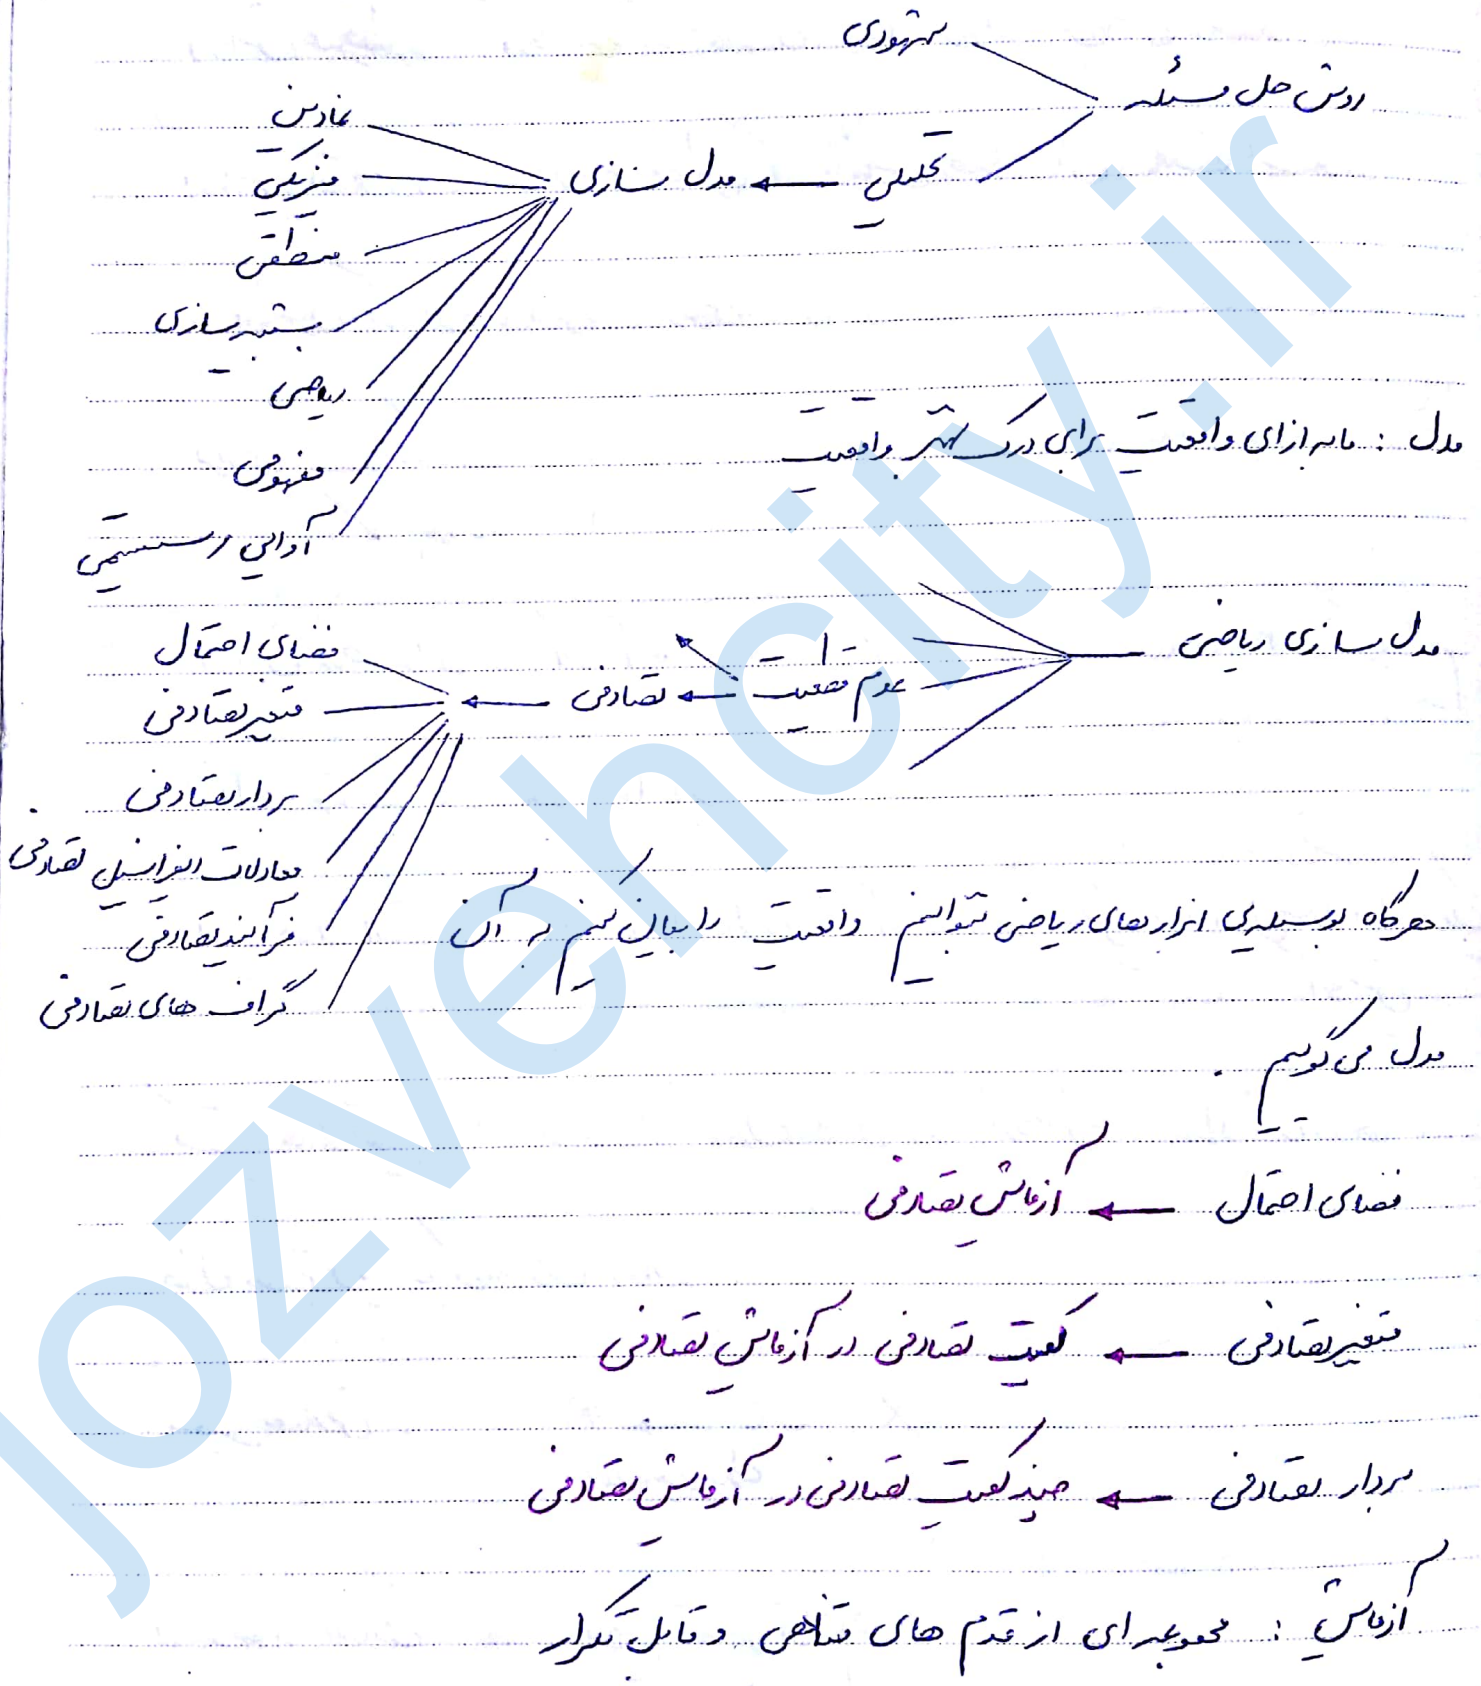 روش حل مسئله
شهودی
تحلیلی ← مدل سازی
نمادین
فیزیکی
منطقی
شبیه سازی
ریاضی
مفهومی
آوایی سیستمی
مدل : مابه ازای واقعیت برای درک بهتر واقعیت
مدل سازی ریاضی
عدم قطعیت ← تصادفی ←
فضای احتمال
متغیر تصادفی
بردار تصادفی
معادلات دیفرانسیل تصادفی
فرآیند تصادفی
گراف های تصادفی
هرگاه بوسیله ی ابزارهای ریاضی بتوانیم واقعیت را بیان کنیم به آن
مدل می گوییم .
فضای احتمال ← آزمایش تصادفی
متغیر تصادفی ← کمیت تصادفی در آزمایش تصادفی
بردار تصادفی ← چند کمیت تصادفی در آزمایش تصادفی
آزمایش : مجموعه ای از قدم های متناهی و قابل تکرار
jozvehcity.ir